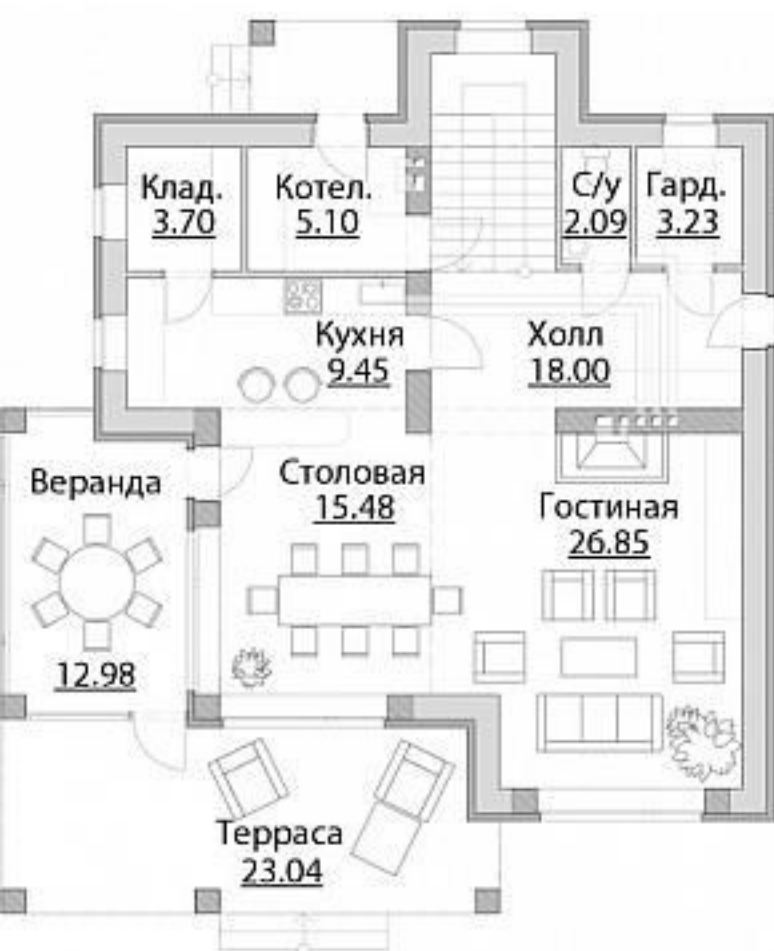 Клад.
3.70
Котел.
5.10
С/у
2.09
Гард.
3.23
Кухня
9.45
Холл
18.00
Веранда
12.98
Столовая
15.48
Гостиная
26.85
Терраса
23.04